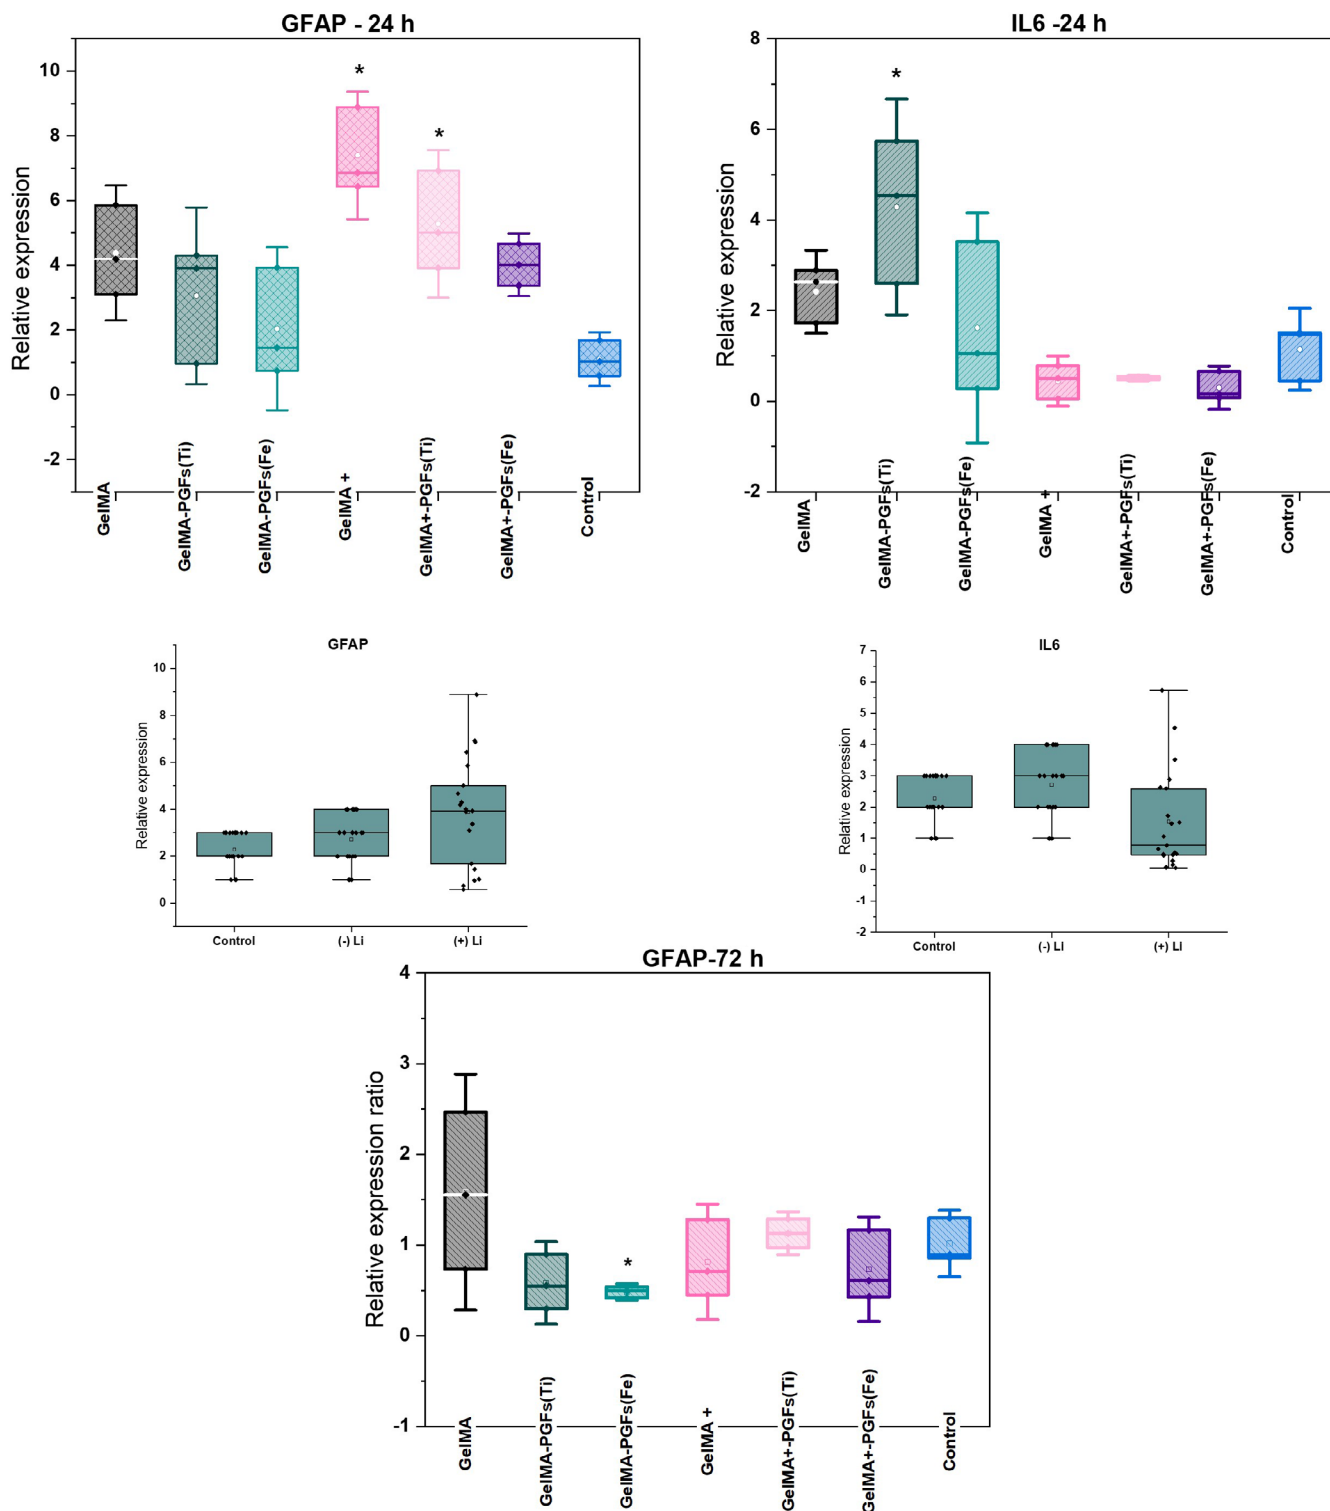 GFAP - 24 h
Relative expression
10
8
6
4
2
0
-2
*
*
GelMA
GelMA-PGFs(Ti)
GelMA-PGFs(Fe)
GelMA +
GelMA+-PGFs(Ti)
GelMA+-PGFs(Fe)
Control
IL6 -24 h
Relative expression
8
6
4
2
0
-2
*
GelMA
GelMA-PGFs(Ti)
GelMA-PGFs(Fe)
GelMA +
GelMA+-PGFs(Ti)
GelMA+-PGFs(Fe)
Control
GFAP
Relative expression
10
8
6
4
2
0
Control
(-) Li
(+) Li
IL6
Relative expression
7
6
5
4
3
2
1
0
-1
-2
Control
(-) LI
(+) LI
GFAP-72 h
Relative expression ratio
4
3
2
1
0
-1
*
GelMA
GelMA-PGFs(Ti)
GelMA-PGFs(Fe)
GelMA +
GelMA+-PGFs(Ti)
GelMA+-PGFs(Fe)
Control